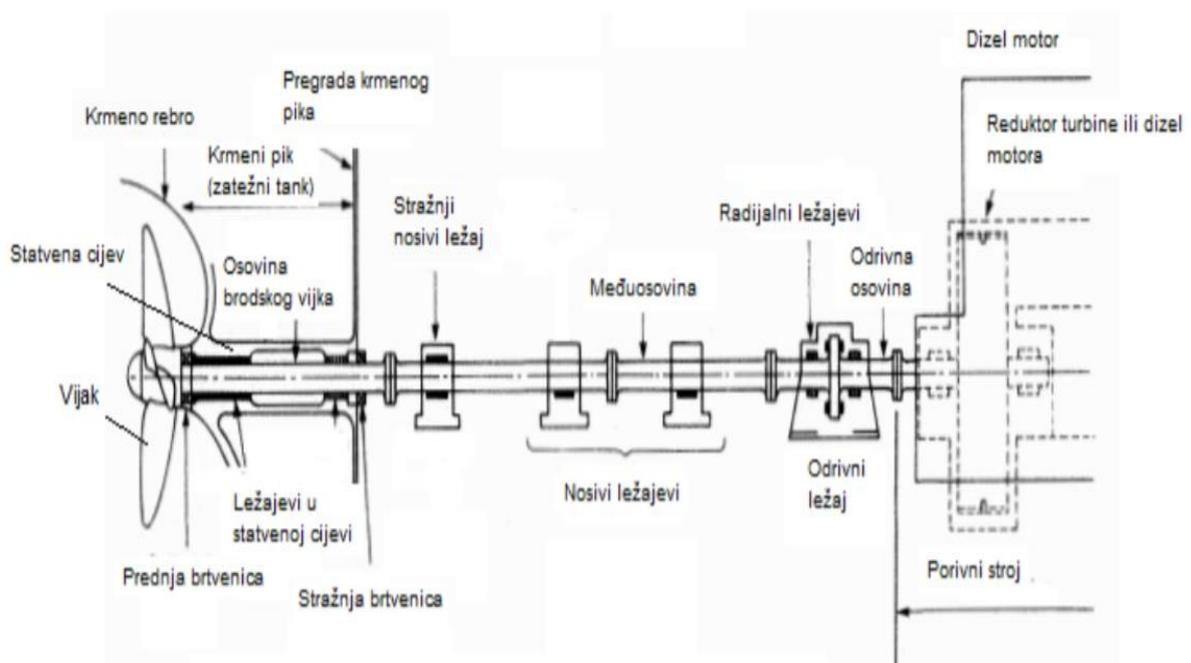 Dizel motor
Pregrada krmenog
pika
Krmeno rebro
Reduktor turbine ili dizel
motora
Krmeni pik
(zatežni tank)
Stražnji
nosivi ležaj
Radijalni ležajevi
Statvena cijev
Osovina
brodskog vijka
Odrivna
osovina
Međuosovina
Vijak
Nosivi ležajevi
Odrivni
ležaj
Ležajevi u
statvenoj cijevi
Prednja brtvenica
Stražnja brtvenica
Porivni stroj